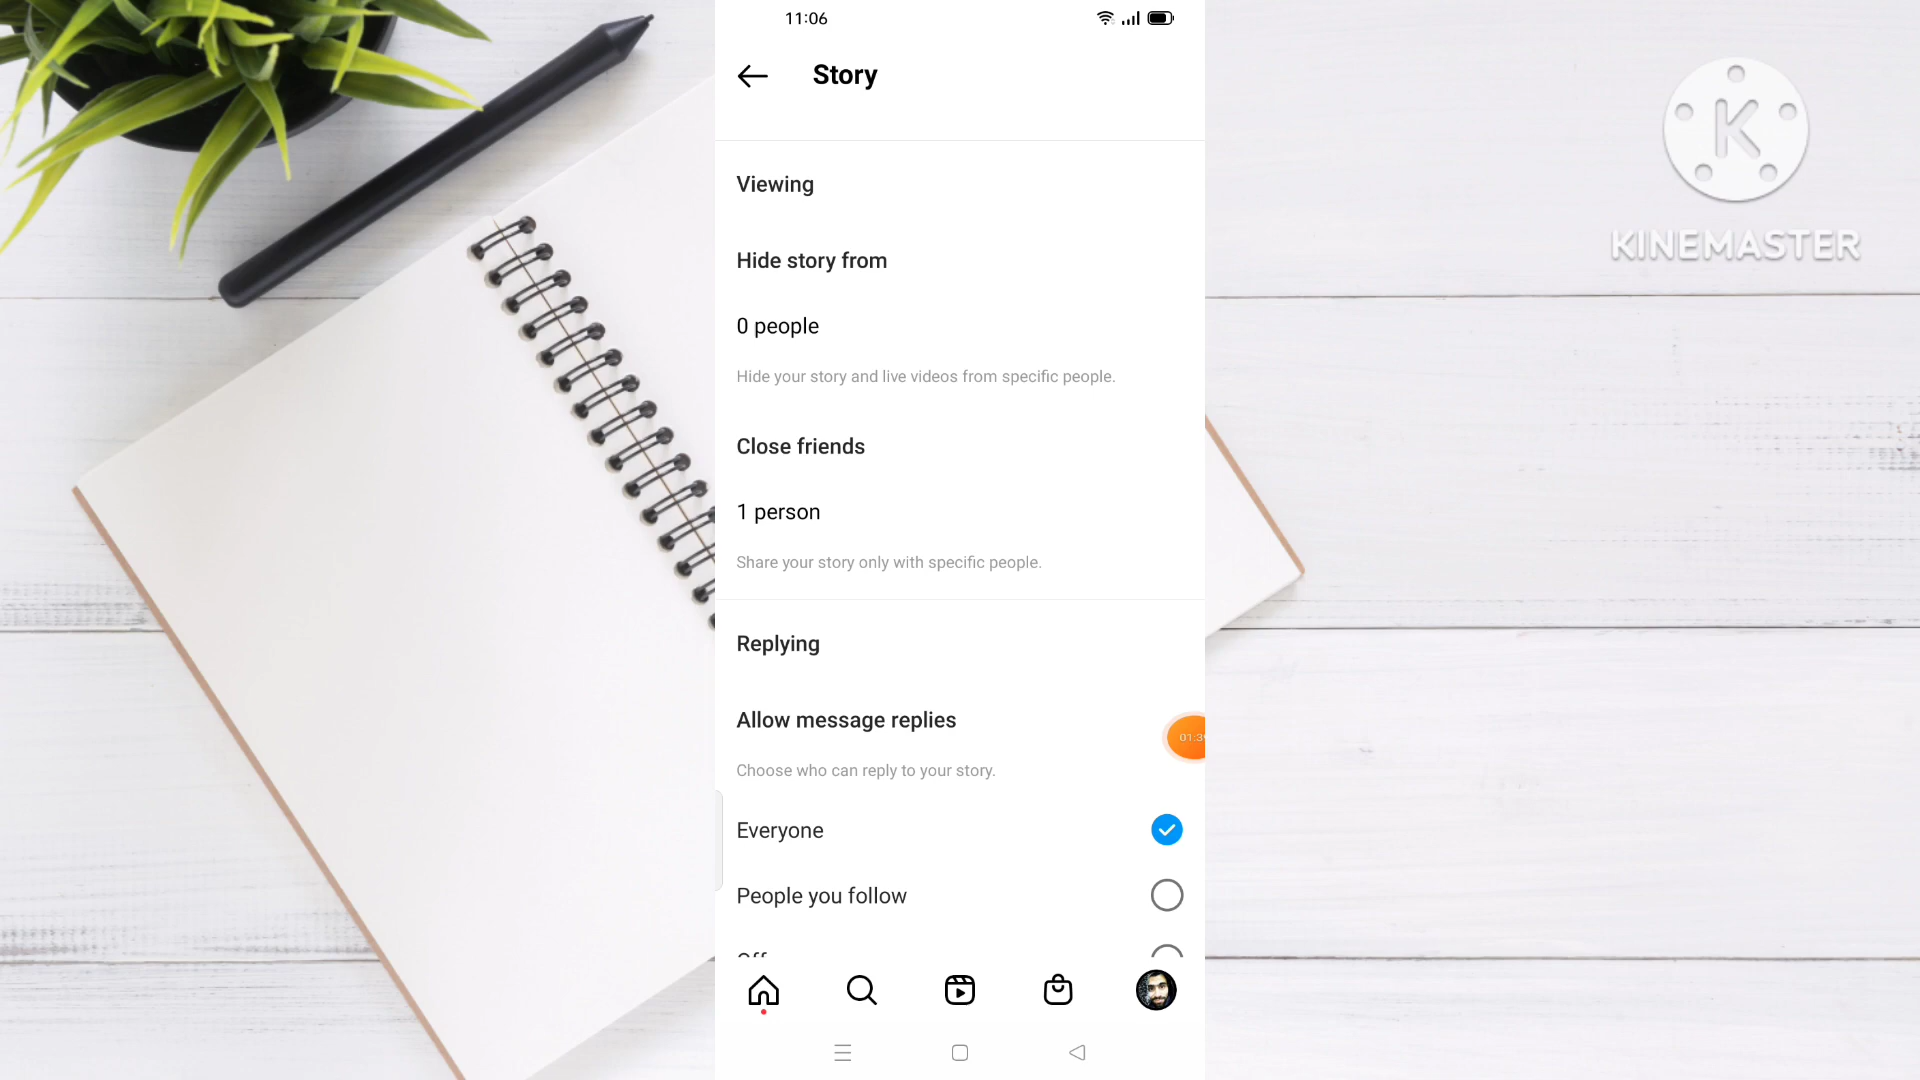 11:06
Story
K
KINEMASTER
Viewing
Hide story from
0 people
Hide your story and live videos from specific people.
Close friends
1 person
Share your story only with specific people.
Replying
Allow message replies
Choose who can reply to your story.
Everyone
People you follow